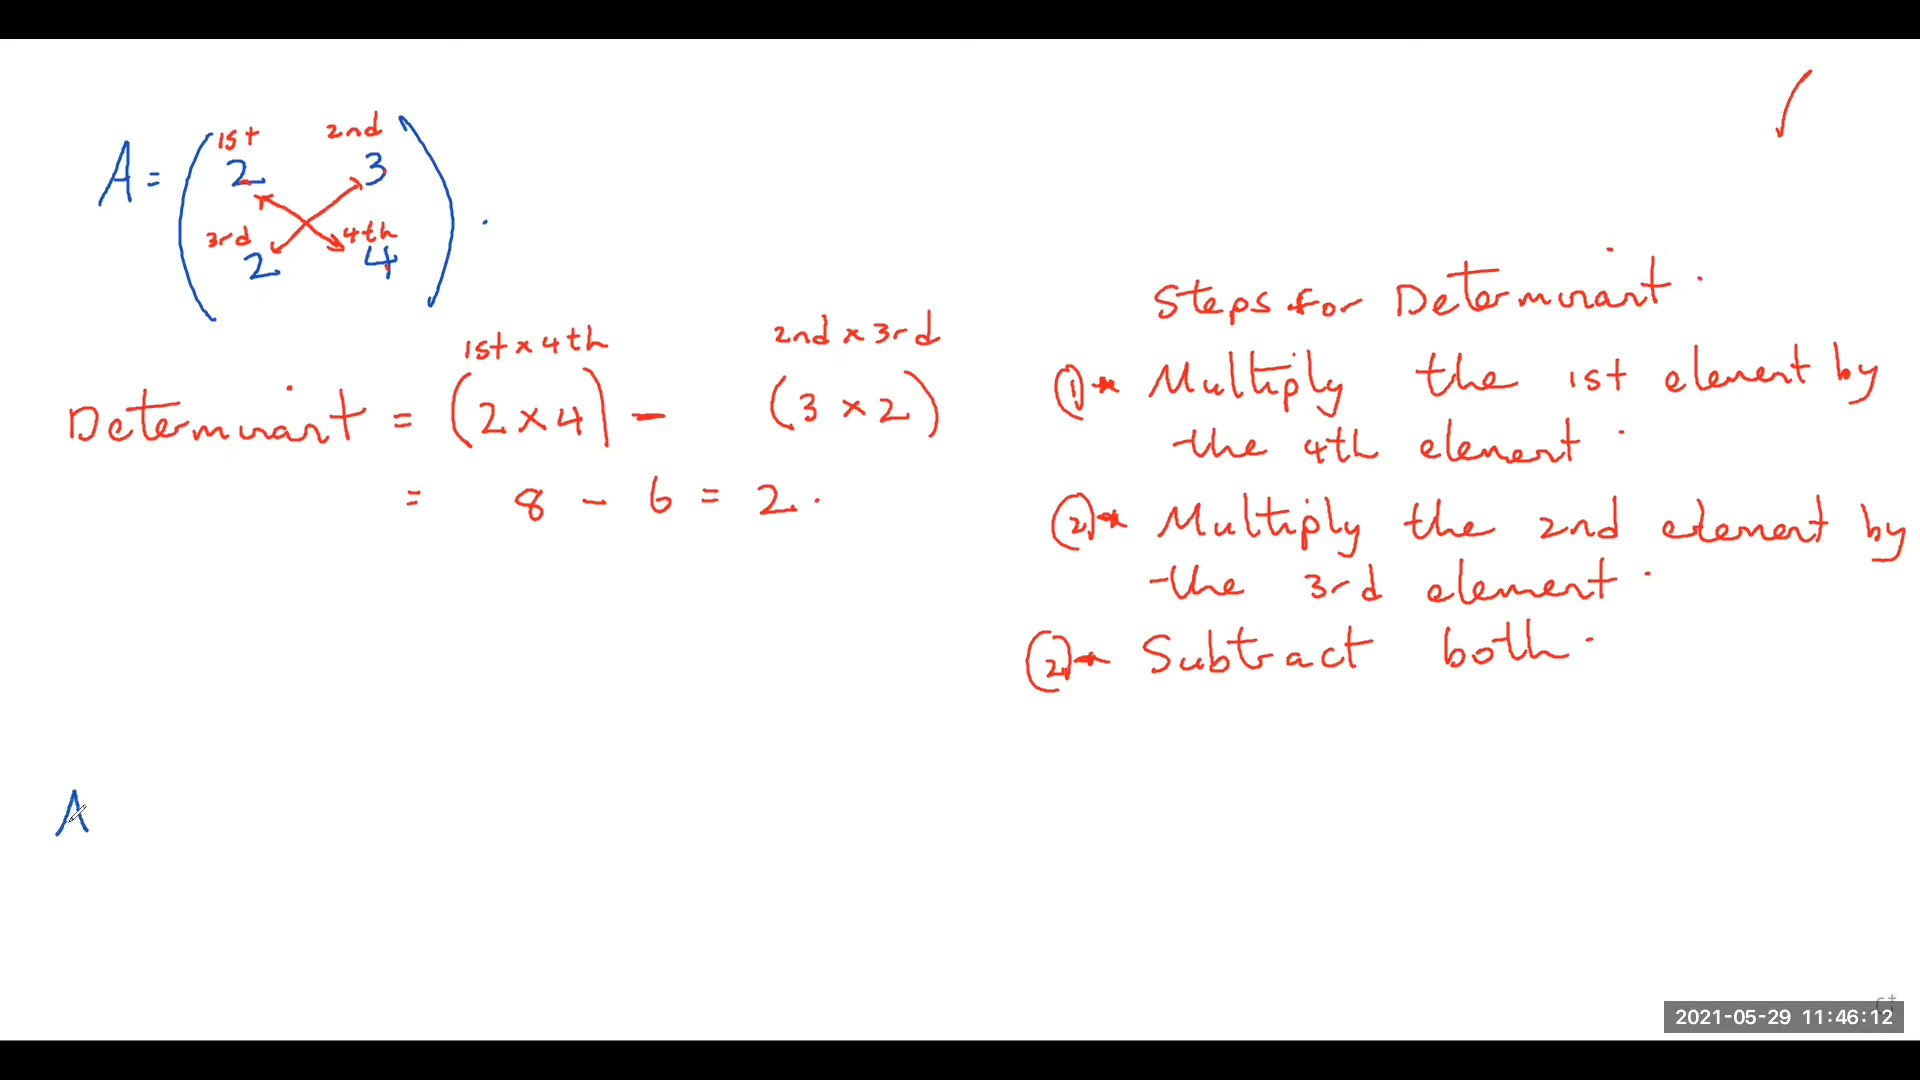 1st 2nd
A = ( 2 3 ) .
3rd 4th
2 4
1st x 4th 2nd x 3rd
Determinant = (2 x 4) - (3 x 2)
= 8 - 6 = 2 .
Steps for Determinant .
① * Multiply the 1st element by
the 4th element .
② * Multiply the 2nd element by
the 3rd element .
② * Subtract both .
A
2021-05-29 11:46:12